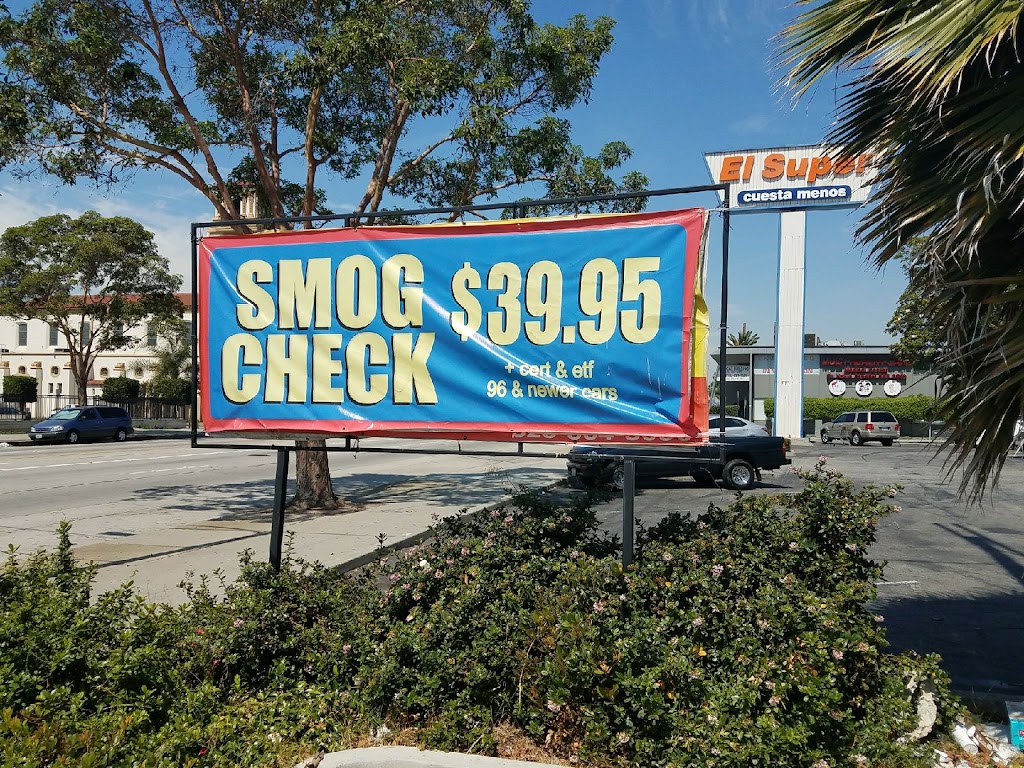 SMOG
CHECK
$39.95
+ cert & etf
96 & newer cars
El Super
cuesta menos